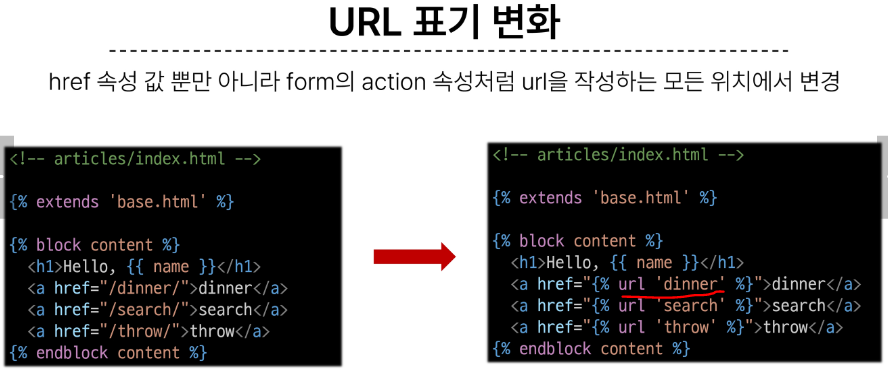 URL 표기 변화
href 속성 값 뿐만 아니라 form의 action 속성처럼 url을 작성하는 모든 위치에서 변경
<!-- articles/index.html -->
{% extends 'base.html' %}
{% block content %}
<h1>Hello, {{ name }}</h1>
<a href="/dinner/">dinner</a>
<a href="/search/">search</a>
<a href="/throw/">throw</a>
{% endblock content %}
<!-- articles/index.html -->
{% extends 'base.html' %}
{% block content %}
<h1>Hello, {{ name }}</h1>
<a href="{% url 'dinner' %}">dinner</a>
<a href="{% url 'search' %}">search</a>
<a href="{% url 'throw' %}">throw</a>
{% endblock content %}